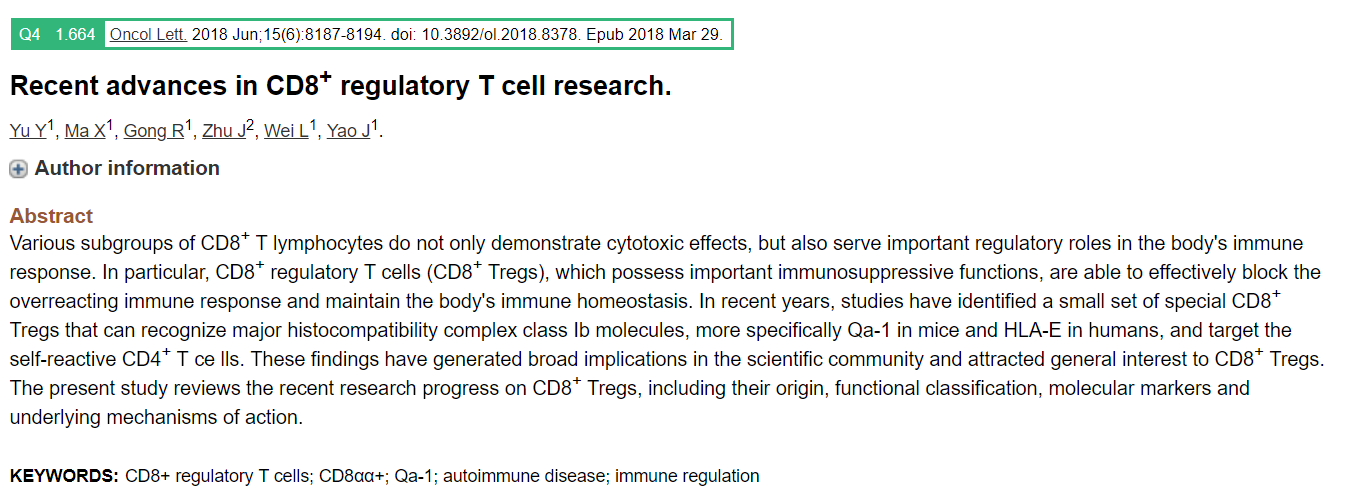 Q4 1.664 Oncol Lett. 2018 Jun;15(6):8187-8194. doi: 10.3892/ol.2018.8378. Epub 2018 Mar 29.
Recent advances in CD8+ regulatory T cell research.
Yu Y1, Ma X1, Gong R1, Zhu J2, Wei L1, Yao J1.
Author information
Abstract
Various subgroups of CD8+ T lymphocytes do not only demonstrate cytotoxic effects, but also serve important regulatory roles in the body's immune
response. In particular, CD8+ regulatory T cells (CD8+ Tregs), which possess important immunosuppressive functions, are able to effectively block the
overreacting immune response and maintain the body's immune homeostasis. In recent years, studies have identified a small set of special CD8+
Tregs that can recognize major histocompatibility complex class Ib molecules, more specifically Qa-1 in mice and HLA-E in humans, and target the
self-reactive CD4+ T ce lls. These findings have generated broad implications in the scientific community and attracted general interest to CD8+ Tregs.
The present study reviews the recent research progress on CD8+ Tregs, including their origin, functional classification, molecular markers and
underlying mechanisms of action.
KEYWORDS: CD8+ regulatory T cells; CD8αα+; Qa-1; autoimmune disease; immune regulation